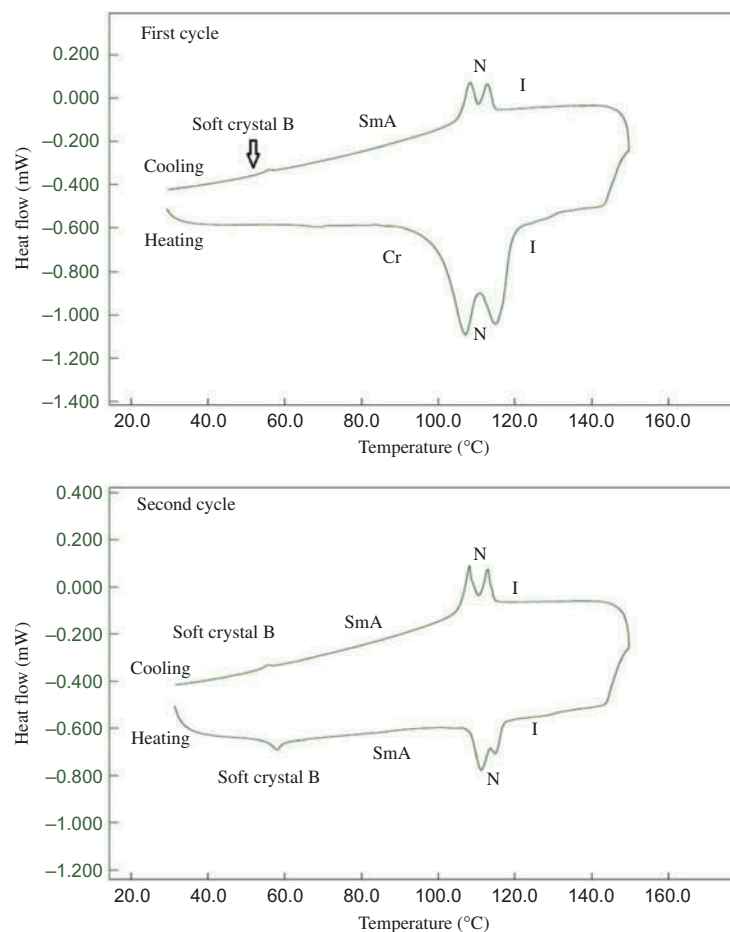 First cycle
0.200
0.000
–0.200
–0.400
–0.600
–0.800
–1.000
–1.200
–1.400
Heat flow (mW)
N
I
Soft crystal B
SmA
Cooling
Heating
Cr
I
N
20.0 40.0 60.0 80.0 100.0 120.0 140.0 160.0
Temperature (°C)
Second cycle
0.400
0.200
0.000
–0.200
–0.400
–0.600
–0.800
–1.000
–1.200
Heat flow (mW)
N
I
Soft crystal B
SmA
Cooling
Heating
I
SmA
Soft crystal B
N
20.0 40.0 60.0 80.0 100.0 120.0 140.0 160.0
Temperature (°C)